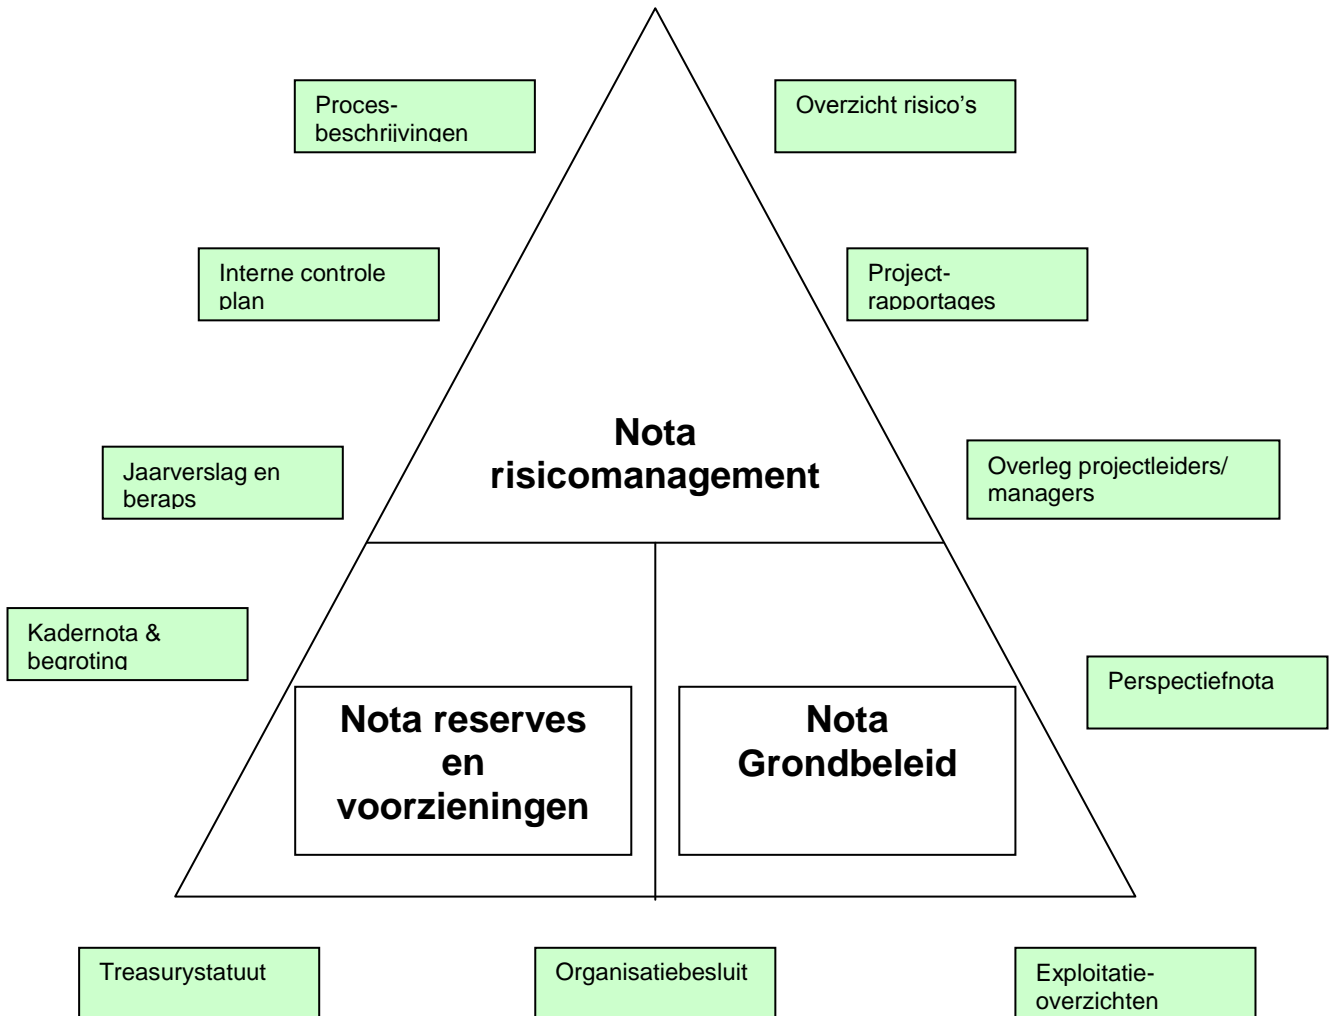 Proces-
beschrijvingen
Overzicht risico’s
Interne controle
plan
Project-
rapportages
Nota
risicomanagement
Jaarverslag en
beraps
Overleg projectleiders/
managers
Kadernota &
begroting
Perspectiefnota
Nota reserves
en
voorzieningen
Nota
Grondbeleid
Treasurystatuut
Organisatiebesluit
Exploitatie-
overzichten